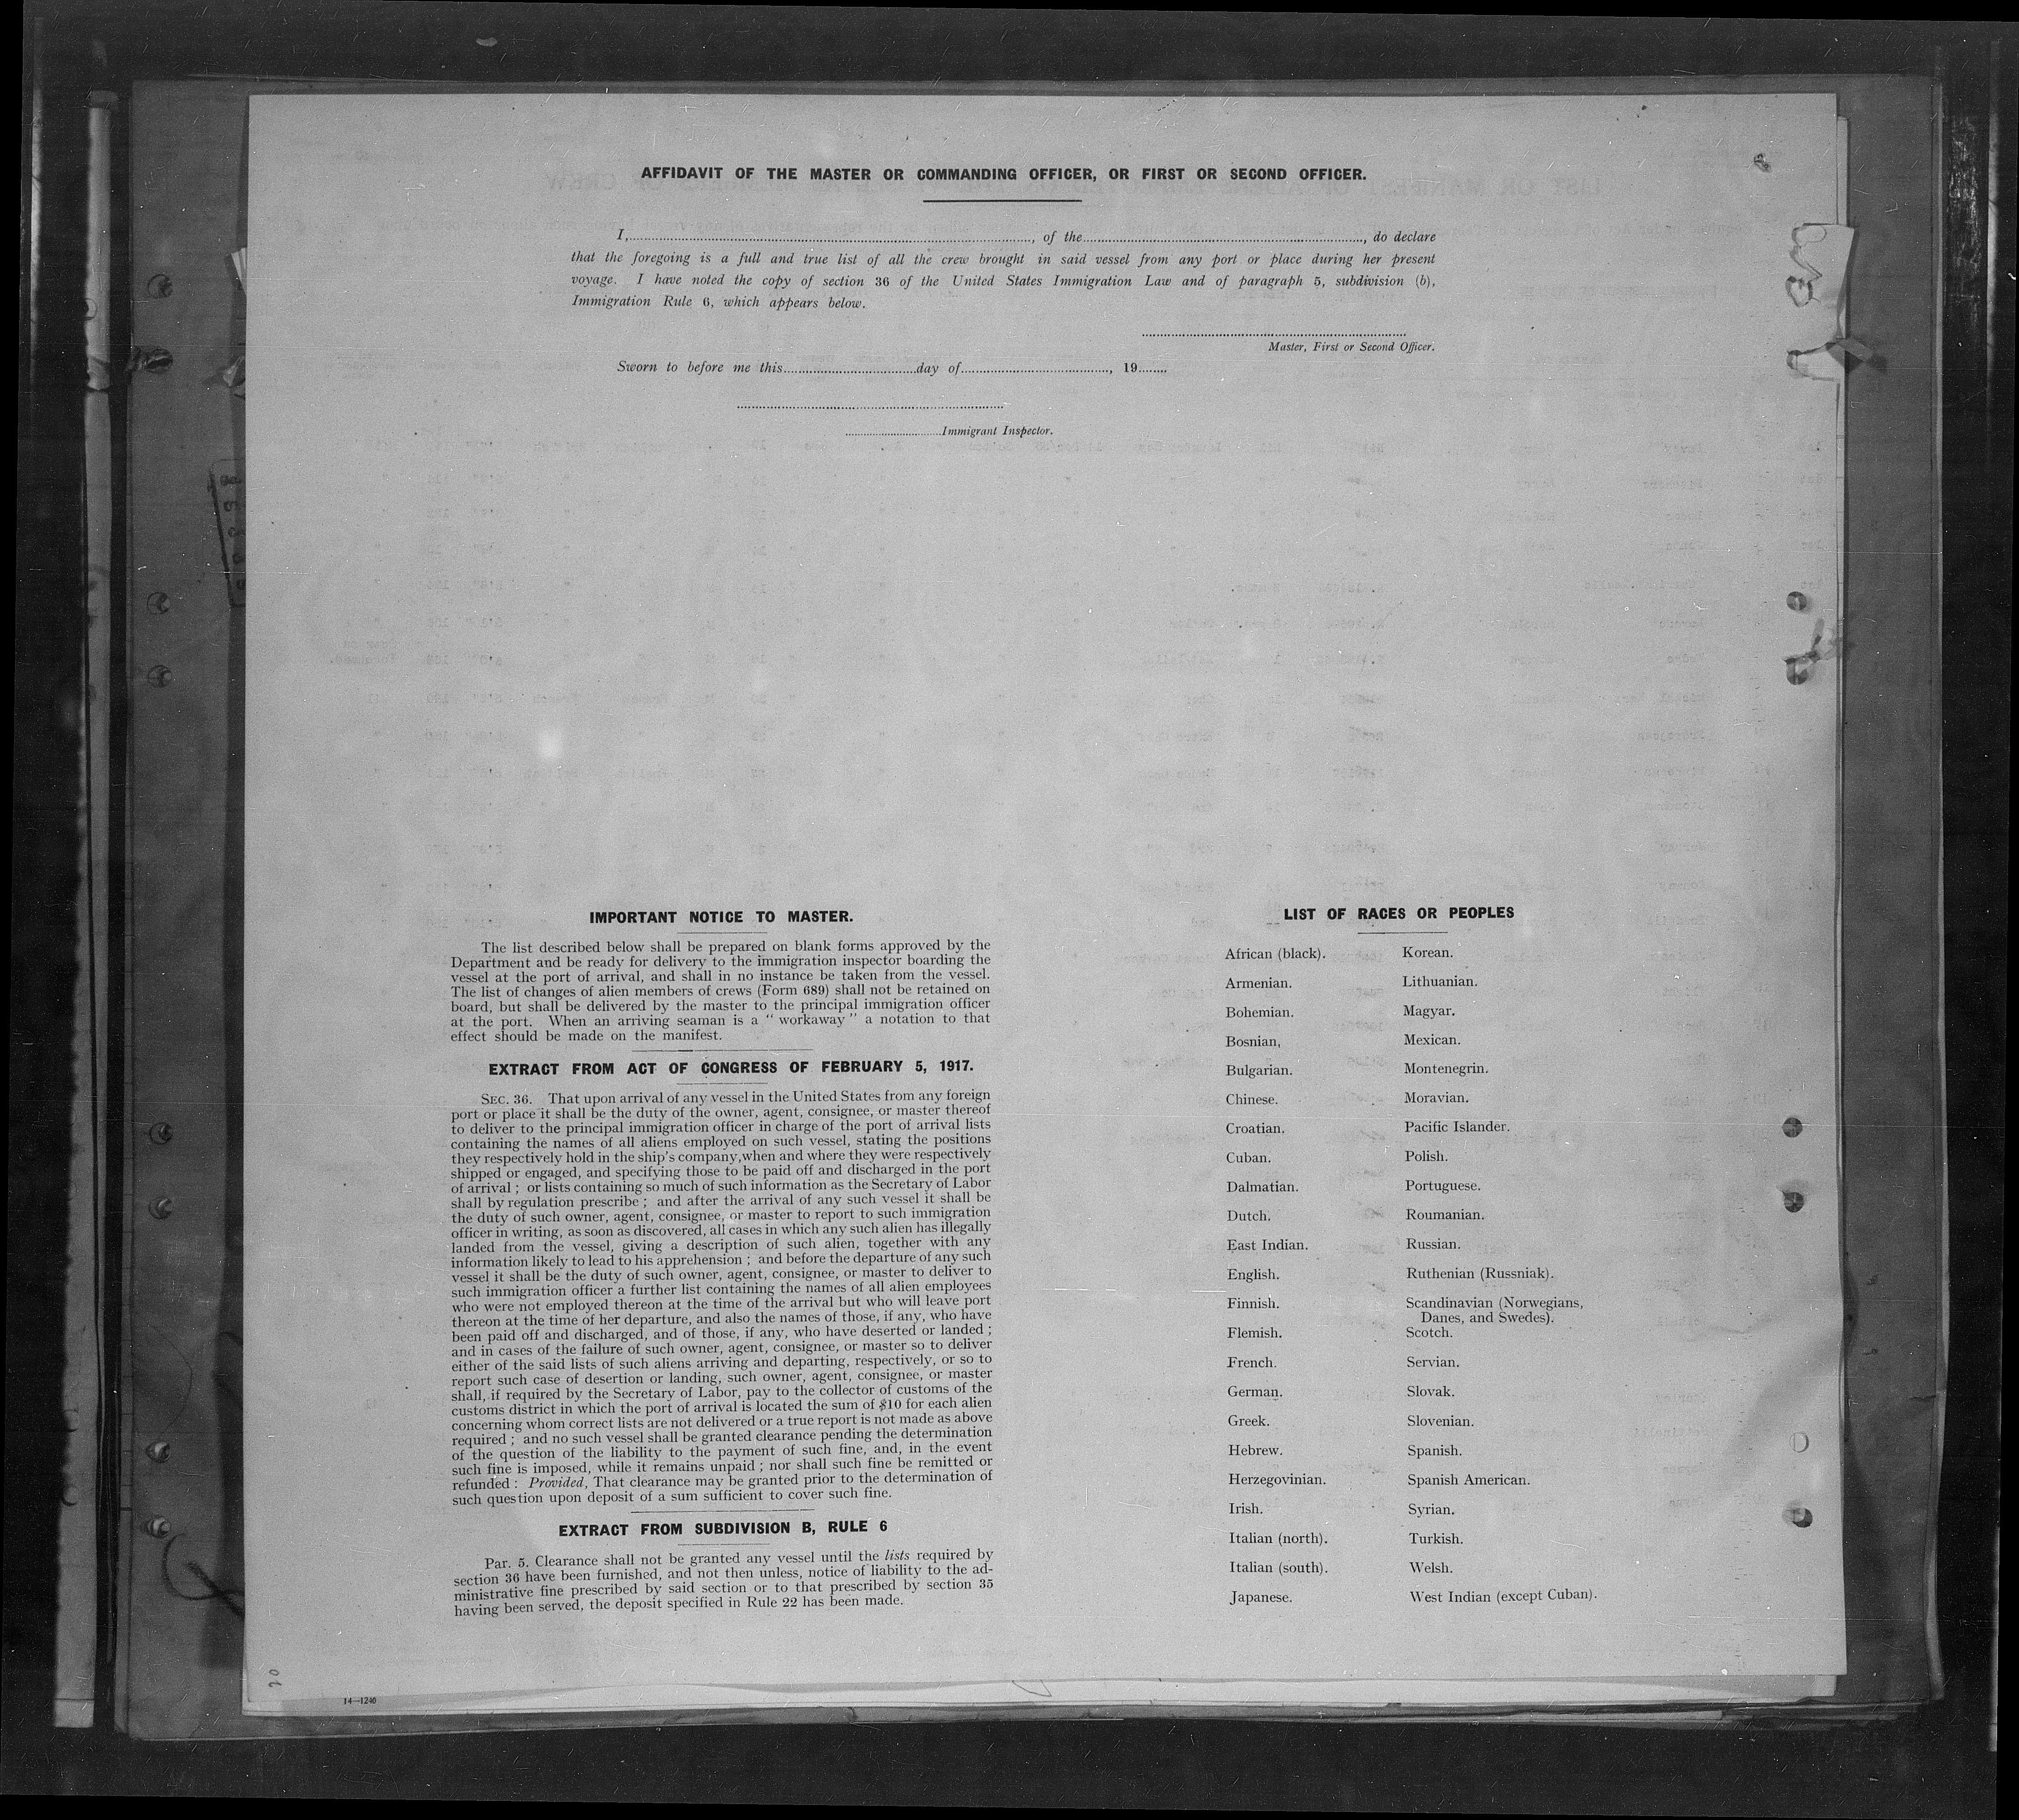 AFFIDAVIT OF THE MASTER OR COMMANDING OFFICER, OR FIRST OR SECOND OFFICER.
I,........................, of the........................, do declare
that the foregoing is a full and true list of all the crew brought in said vessel from any port or place during her present
voyage. I have noted the copy of section 36 of the United States Immigration Law and of paragraph 5, subdivision (b),
Immigration Rule 6, which appears below.
Master, First or Second Officer.
Sworn to before me this............day of............, 19......
............Immigrant Inspector.
IMPORTANT NOTICE TO MASTER.
The list described below shall be prepared on blank forms approved by the
Department and be ready for delivery to the immigration inspector boarding the
vessel at the port of arrival, and shall in no instance be taken from the vessel.
The list of changes of alien members of crews (Form 689) shall not be retained on
board, but shall be delivered by the master to the principal immigration officer
at the port. When an arriving seaman is a "workaway" a notation to that
effect should be made on the manifest.
EXTRACT FROM ACT OF CONGRESS OF FEBRUARY 5, 1917.
SEC. 36. That upon arrival of any vessel in the United States from any foreign
port or place it shall be the duty of the owner, agent, consignee, or master thereof
to deliver to the principal immigration officer in charge of the port of arrival lists
containing the names of all aliens employed on such vessel, stating the positions
they respectively hold in the ship's company,when and where they were respectively
shipped or engaged, and specifying those to be paid off and discharged in the port
of arrival ; or lists containing so much of such information as the Secretary of Labor
shall by regulation prescribe ; and after the arrival of any such vessel it shall be
the duty of such owner, agent, consignee, or master to report to such immigration
officer in writing, as soon as discovered, all cases in which any such alien has illegally
landed from the vessel, giving a description of such alien, together with any
information likely to lead to his apprehension ; and before the departure of any such
vessel it shall be the duty of such owner, agent, consignee, or master to deliver to
such immigration officer a further list containing the names of all alien employees
who were not employed thereon at the time of the arrival but who will leave port
thereon at the time of her departure, and also the names of those, if any, who have
been paid off and discharged, and of those, if any, who have deserted or landed ;
and in cases of the failure of such owner, agent, consignee, or master so to deliver
either of the said lists of such aliens arriving and departing, respectively, or so to
report such case of desertion or landing, such owner, agent, consignee, or master
shall, if required by the Secretary of Labor, pay to the collector of customs of the
customs district in which the port of arrival is located the sum of $10 for each alien
concerning whom correct lists are not delivered or a true report is not made as above
required ; and no such vessel shall be granted clearance pending the determination
of the question of the liability to the payment of such fine, and, in the event
such fine is imposed, while it remains unpaid ; nor shall such fine be remitted or
refunded : Provided, That clearance may be granted prior to the determination of
such question upon deposit of a sum sufficient to cover such fine.
EXTRACT FROM SUBDIVISION B, RULE 6
Par. 5. Clearance shall not be granted any vessel until the lists required by
section 36 have been furnished, and not then unless, notice of liability to the ad-
ministrative fine prescribed by said section or to that prescribed by section 35
having been served, the deposit specified in Rule 22 has been made.
14—1240
LIST OF RACES OR PEOPLES
African (black).
Armenian.
Bohemian.
Bosnian,
Bulgarian.
Chinese.
Croatian.
Cuban.
Dalmatian.
Dutch.
East Indian.
English.
Finnish.
Flemish.
French.
German.
Greek.
Hebrew.
Herzegovinian.
Irish.
Italian (north).
Italian (south).
Japanese.
Korean.
Lithuanian.
Magyar.
Mexican.
Montenegrin.
Moravian.
Pacific Islander.
Polish.
Portuguese.
Roumanian.
Russian.
Ruthenian (Russniak).
Scandinavian (Norwegians,
Danes, and Swedes).
Scotch.
Servian.
Slovak.
Slovenian.
Spanish.
Spanish American.
Syrian.
Turkish.
Welsh.
West Indian (except Cuban).